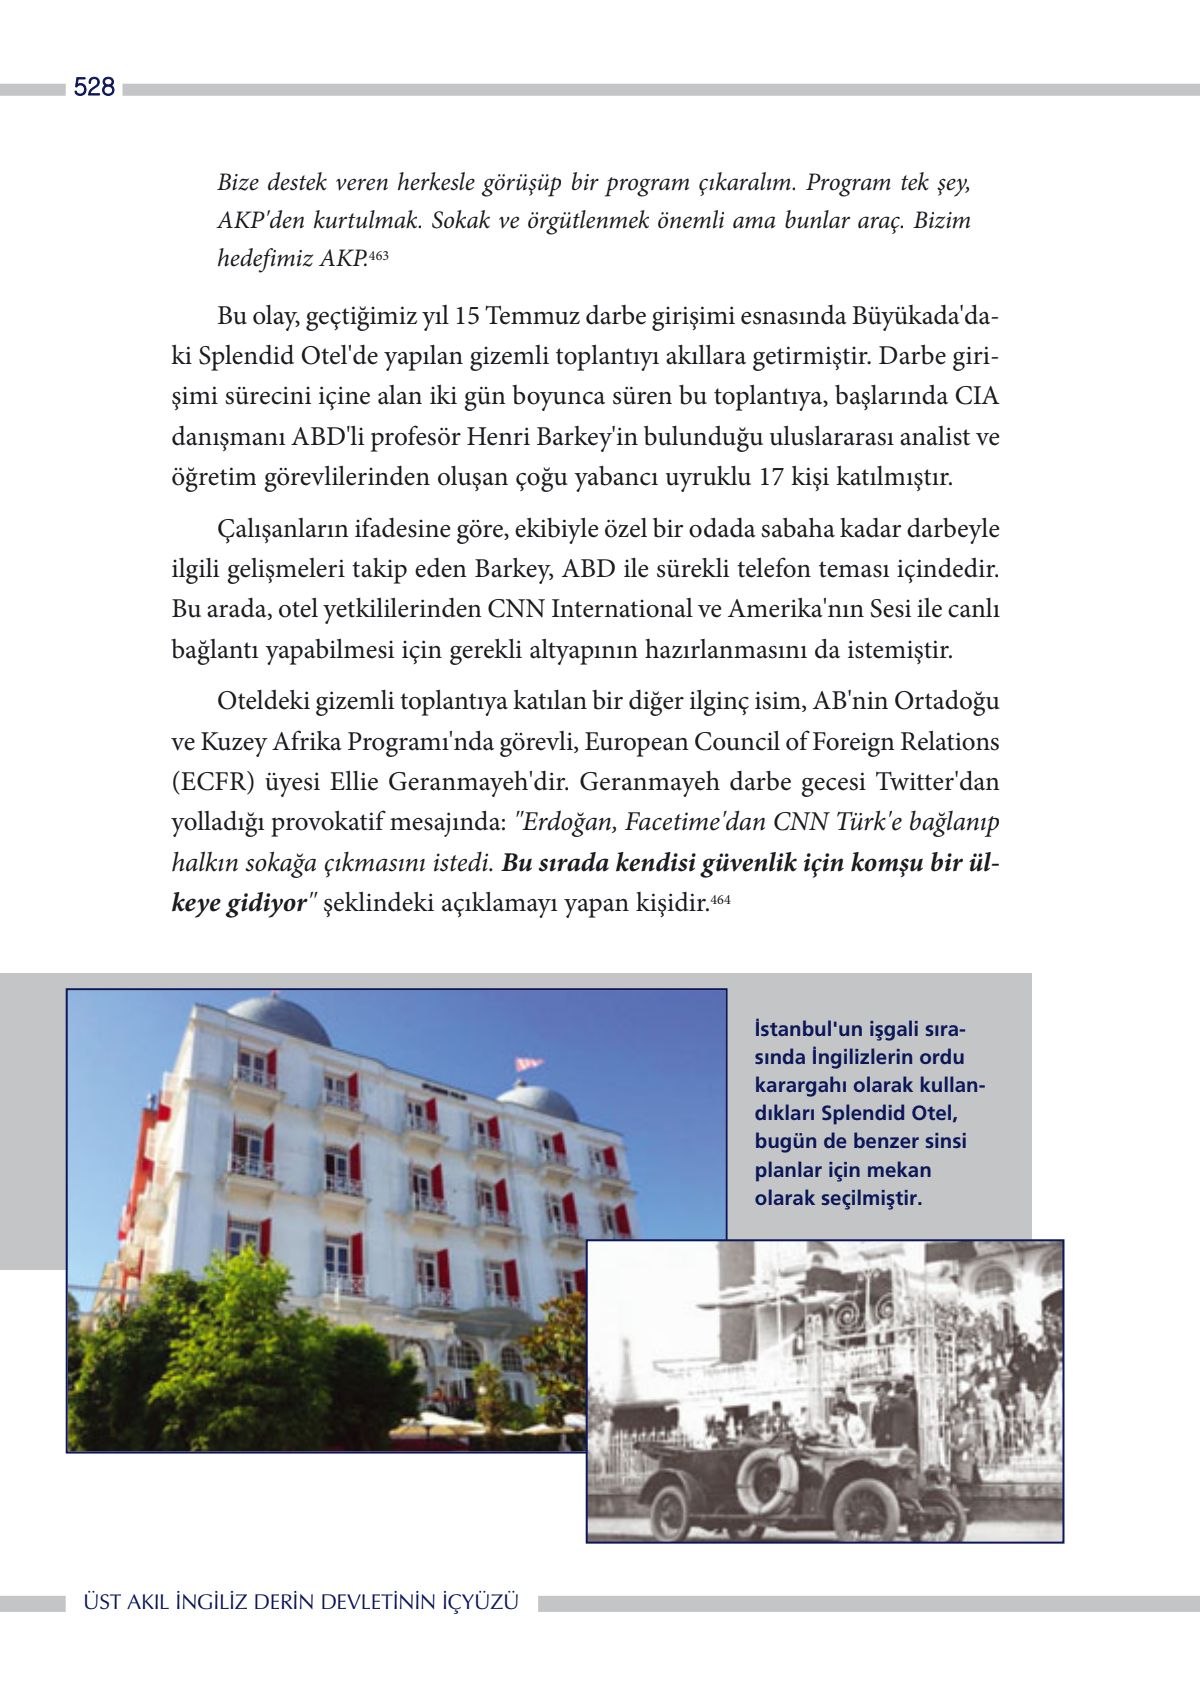 528
Bize destek veren herkesle görüşüp bir program çıkaralım. Program tek şey,
AKP'den kurtulmak. Sokak ve örgütlenmek önemli ama bunlar araç. Bizim
hedefimiz AKP.463
Bu olay, geçtiğimiz yıl 15 Temmuz darbe girişimi esnasında Büyükada'da-
ki Splendid Otel'de yapılan gizemli toplantıyı akıllara getirmiştir. Darbe giri-
şimi sürecini içine alan iki gün boyunca süren bu toplantıya, başlarında CIA
danışmanı ABD'li profesör Henri Barkey'in bulunduğu uluslararası analist ve
öğretim görevlilerinden oluşan çoğu yabancı uyruklu 17 kişi katılmıştır.
Çalışanların ifadesine göre, ekibiyle özel bir odada sabaha kadar darbeyle
ilgili gelişmeleri takip eden Barkey, ABD ile sürekli telefon teması içindedir.
Bu arada, otel yetkililerinden CNN International ve Amerika'nın Sesi ile canlı
bağlantı yapabilmesi için gerekli altyapının hazırlanmasını da istemiştir.
Oteldeki gizemli toplantıya katılan bir diğer ilginç isim, AB'nin Ortadoğu
ve Kuzey Afrika Programı'nda görevli, European Council of Foreign Relations
(ECFR) üyesi Ellie Geranmayeh'dir. Geranmayeh darbe gecesi Twitter'dan
yolladığı provokatif mesajında: "Erdoğan, Facetime'dan CNN Türk'e bağlanıp
halkın sokağa çıkmasını istedi. Bu sırada kendisi güvenlik için komşu bir ül-
keye gidiyor" şeklindeki açıklamayı yapan kişidir.464
İstanbul'un işgali sıra-
sında İngilizlerin ordu
karargahı olarak kullan-
dıkları Splendid Otel,
bugün de benzer sinsi
planlar için mekan
olarak seçilmiştir.
ÜST AKIL İNGİLİZ DERİN DEVLETİNİN İÇYÜZÜ